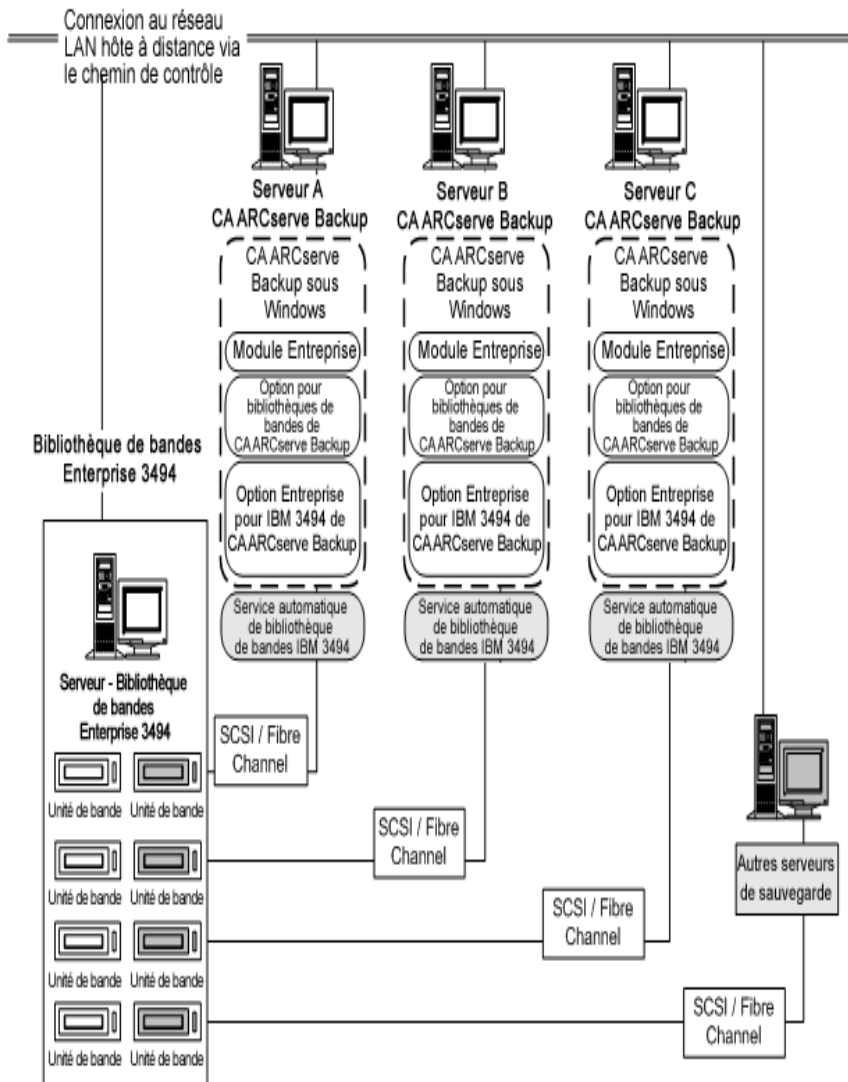 Connexion au réseau
LAN hôte à distance via
le chemin de contrôle
Serveur A
CA ARCserve Backup
Serveur B
CA ARCserve Backup
Serveur C
CA ARCserve Backup
CA ARCserve
Backup sous
Windows
Module Entreprise
Option pour
bibliothèques de
bandes de
CA ARCserve Backup
Option Entreprise
pour IBM 3494 de
CA ARCserve Backup
Service automatique
de bibliothèque
de bandes IBM 3494
CA ARCserve
Backup sous
Windows
Module Entreprise
Option pour
bibliothèques de
bandes de
CA ARCserve Backup
Option Entreprise
pour IBM 3494 de
CA ARCserve Backup
Service automatique
de bibliothèque
de bandes IBM 3494
CA ARCserve
Backup sous
Windows
Module Entreprise
Option pour
bibliothèques de
bandes de
CA ARCserve Backup
Option Entreprise
pour IBM 3494 de
CA ARCserve Backup
Service automatique
de bibliothèque
de bandes IBM 3494
Bibliothèque de bandes
Enterprise 3494
Serveur - Bibliothèque
de bandes
Enterprise 3494
Unité de bande Unité de bande
Unité de bande Unité de bande
Unité de bande Unité de bande
Unité de bande Unité de bande
SCSI / Fibre
Channel
SCSI / Fibre
Channel
SCSI / Fibre
Channel
SCSI / Fibre
Channel
Autres serveurs
de sauvegarde